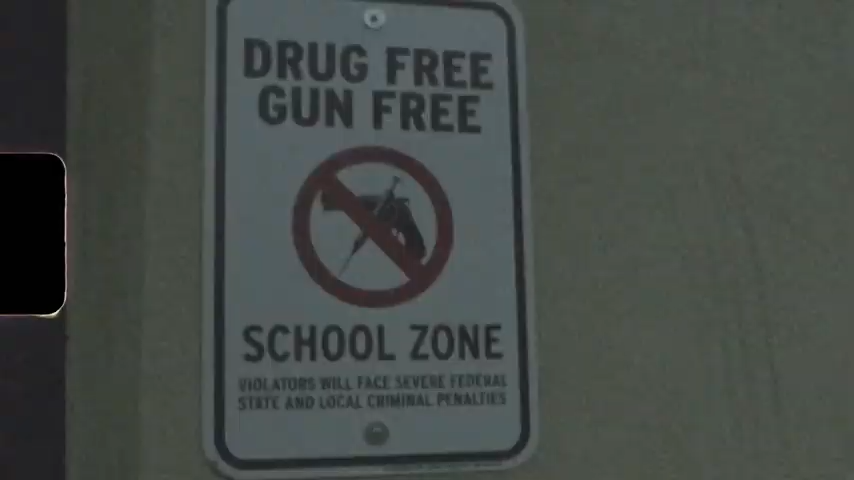 DRUG FREE
GUN FREE
SCHOOL ZONE
VIOLATORS WILL FACE SEVERE FEDERAL
STATE AND LOCAL CRIMINAL PENALTIES